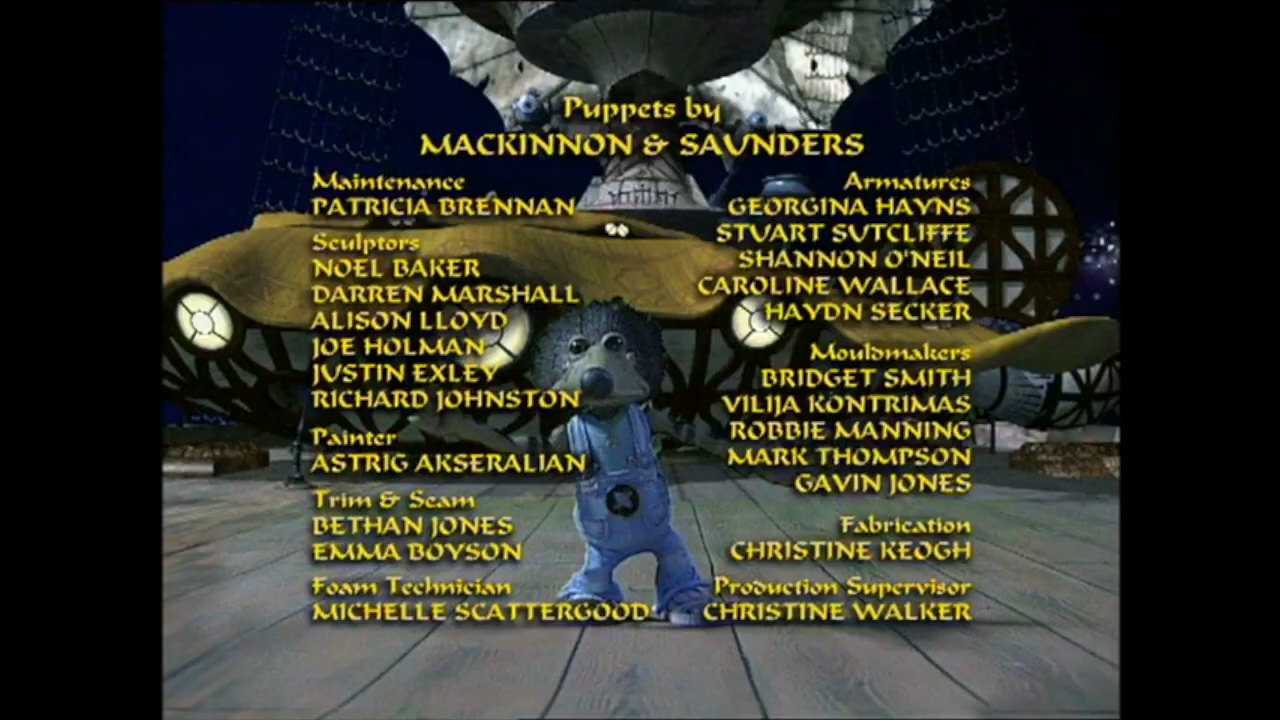 Puppets by
MACKINNON & SAUNDERS
Maintenance
PATRICIA BRENNAN
Sculptors
NOEL BAKER
DARREN MARSHALL
ALISON LLOYD
JOE HOLMAN
JUSTIN EXLEY
RICHARD JOHNSTON
Painter
ASTRIG AKSERALIAN
Trim & Seam
BETHAN JONES
EMMA BOYSON
Foam Technician
MICHELLE SCATTERGOOD
Armatures
GEORGINA HAYNS
STUART SUTCLIFFE
SHANNON O'NEIL
CAROLINE WALLACE
HAYDN SECKER
Mouldmakers
BRIDGET SMITH
VILIJA KONTRIMAS
ROBBIE MANNING
MARK THOMPSON
GAVIN JONES
Fabrication
CHRISTINE KEOGH
Production Supervisor
CHRISTINE WALKER